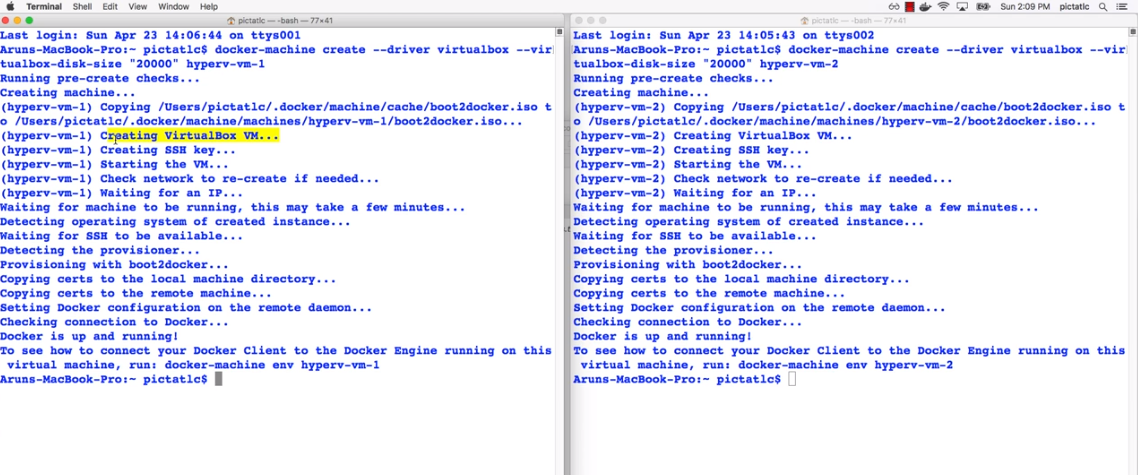 Terminal Shell Edit View Window Help
Sun 2:09 PM pictatlc
pictatlc — -bash — 77×41
Last login: Sun Apr 23 14:06:44 on ttys001
Aruns-MacBook-Pro:~ pictatlc$ docker-machine create --driver virtualbox --vir
tualbox-disk-size "20000" hyperv-vm-1
Running pre-create checks...
Creating machine...
(hyperv-vm-1) Copying /Users/pictatlc/.docker/machine/cache/boot2docker.iso t
o /Users/pictatlc/.docker/machine/machines/hyperv-vm-1/boot2docker.iso...
(hyperv-vm-1) Creating VirtualBox VM...
(hyperv-vm-1) Creating SSH key...
(hyperv-vm-1) Starting the VM...
(hyperv-vm-1) Check network to re-create if needed...
(hyperv-vm-1) Waiting for an IP...
Waiting for machine to be running, this may take a few minutes...
Detecting operating system of created instance...
Waiting for SSH to be available...
Detecting the provisioner...
Provisioning with boot2docker...
Copying certs to the local machine directory...
Copying certs to the remote machine...
Setting Docker configuration on the remote daemon...
Checking connection to Docker...
Docker is up and running!
To see how to connect your Docker Client to the Docker Engine running on this
virtual machine, run: docker-machine env hyperv-vm-1
Aruns-MacBook-Pro:~ pictatlc$
pictatlc — -bash — 77×41
Last login: Sun Apr 23 14:05:43 on ttys002
Aruns-MacBook-Pro:~ pictatlc$ docker-machine create --driver virtualbox --vir
tualbox-disk-size "20000" hyperv-vm-2
Running pre-create checks...
Creating machine...
(hyperv-vm-2) Copying /Users/pictatlc/.docker/machine/cache/boot2docker.iso t
o /Users/pictatlc/.docker/machine/machines/hyperv-vm-2/boot2docker.iso...
(hyperv-vm-2) Creating VirtualBox VM...
(hyperv-vm-2) Creating SSH key...
(hyperv-vm-2) Starting the VM...
(hyperv-vm-2) Check network to re-create if needed...
(hyperv-vm-2) Waiting for an IP...
Waiting for machine to be running, this may take a few minutes...
Detecting operating system of created instance...
Waiting for SSH to be available...
Detecting the provisioner...
Provisioning with boot2docker...
Copying certs to the local machine directory...
Copying certs to the remote machine...
Setting Docker configuration on the remote daemon...
Checking connection to Docker...
Docker is up and running!
To see how to connect your Docker Client to the Docker Engine running on this
virtual machine, run: docker-machine env hyperv-vm-2
Aruns-MacBook-Pro:~ pictatlc$